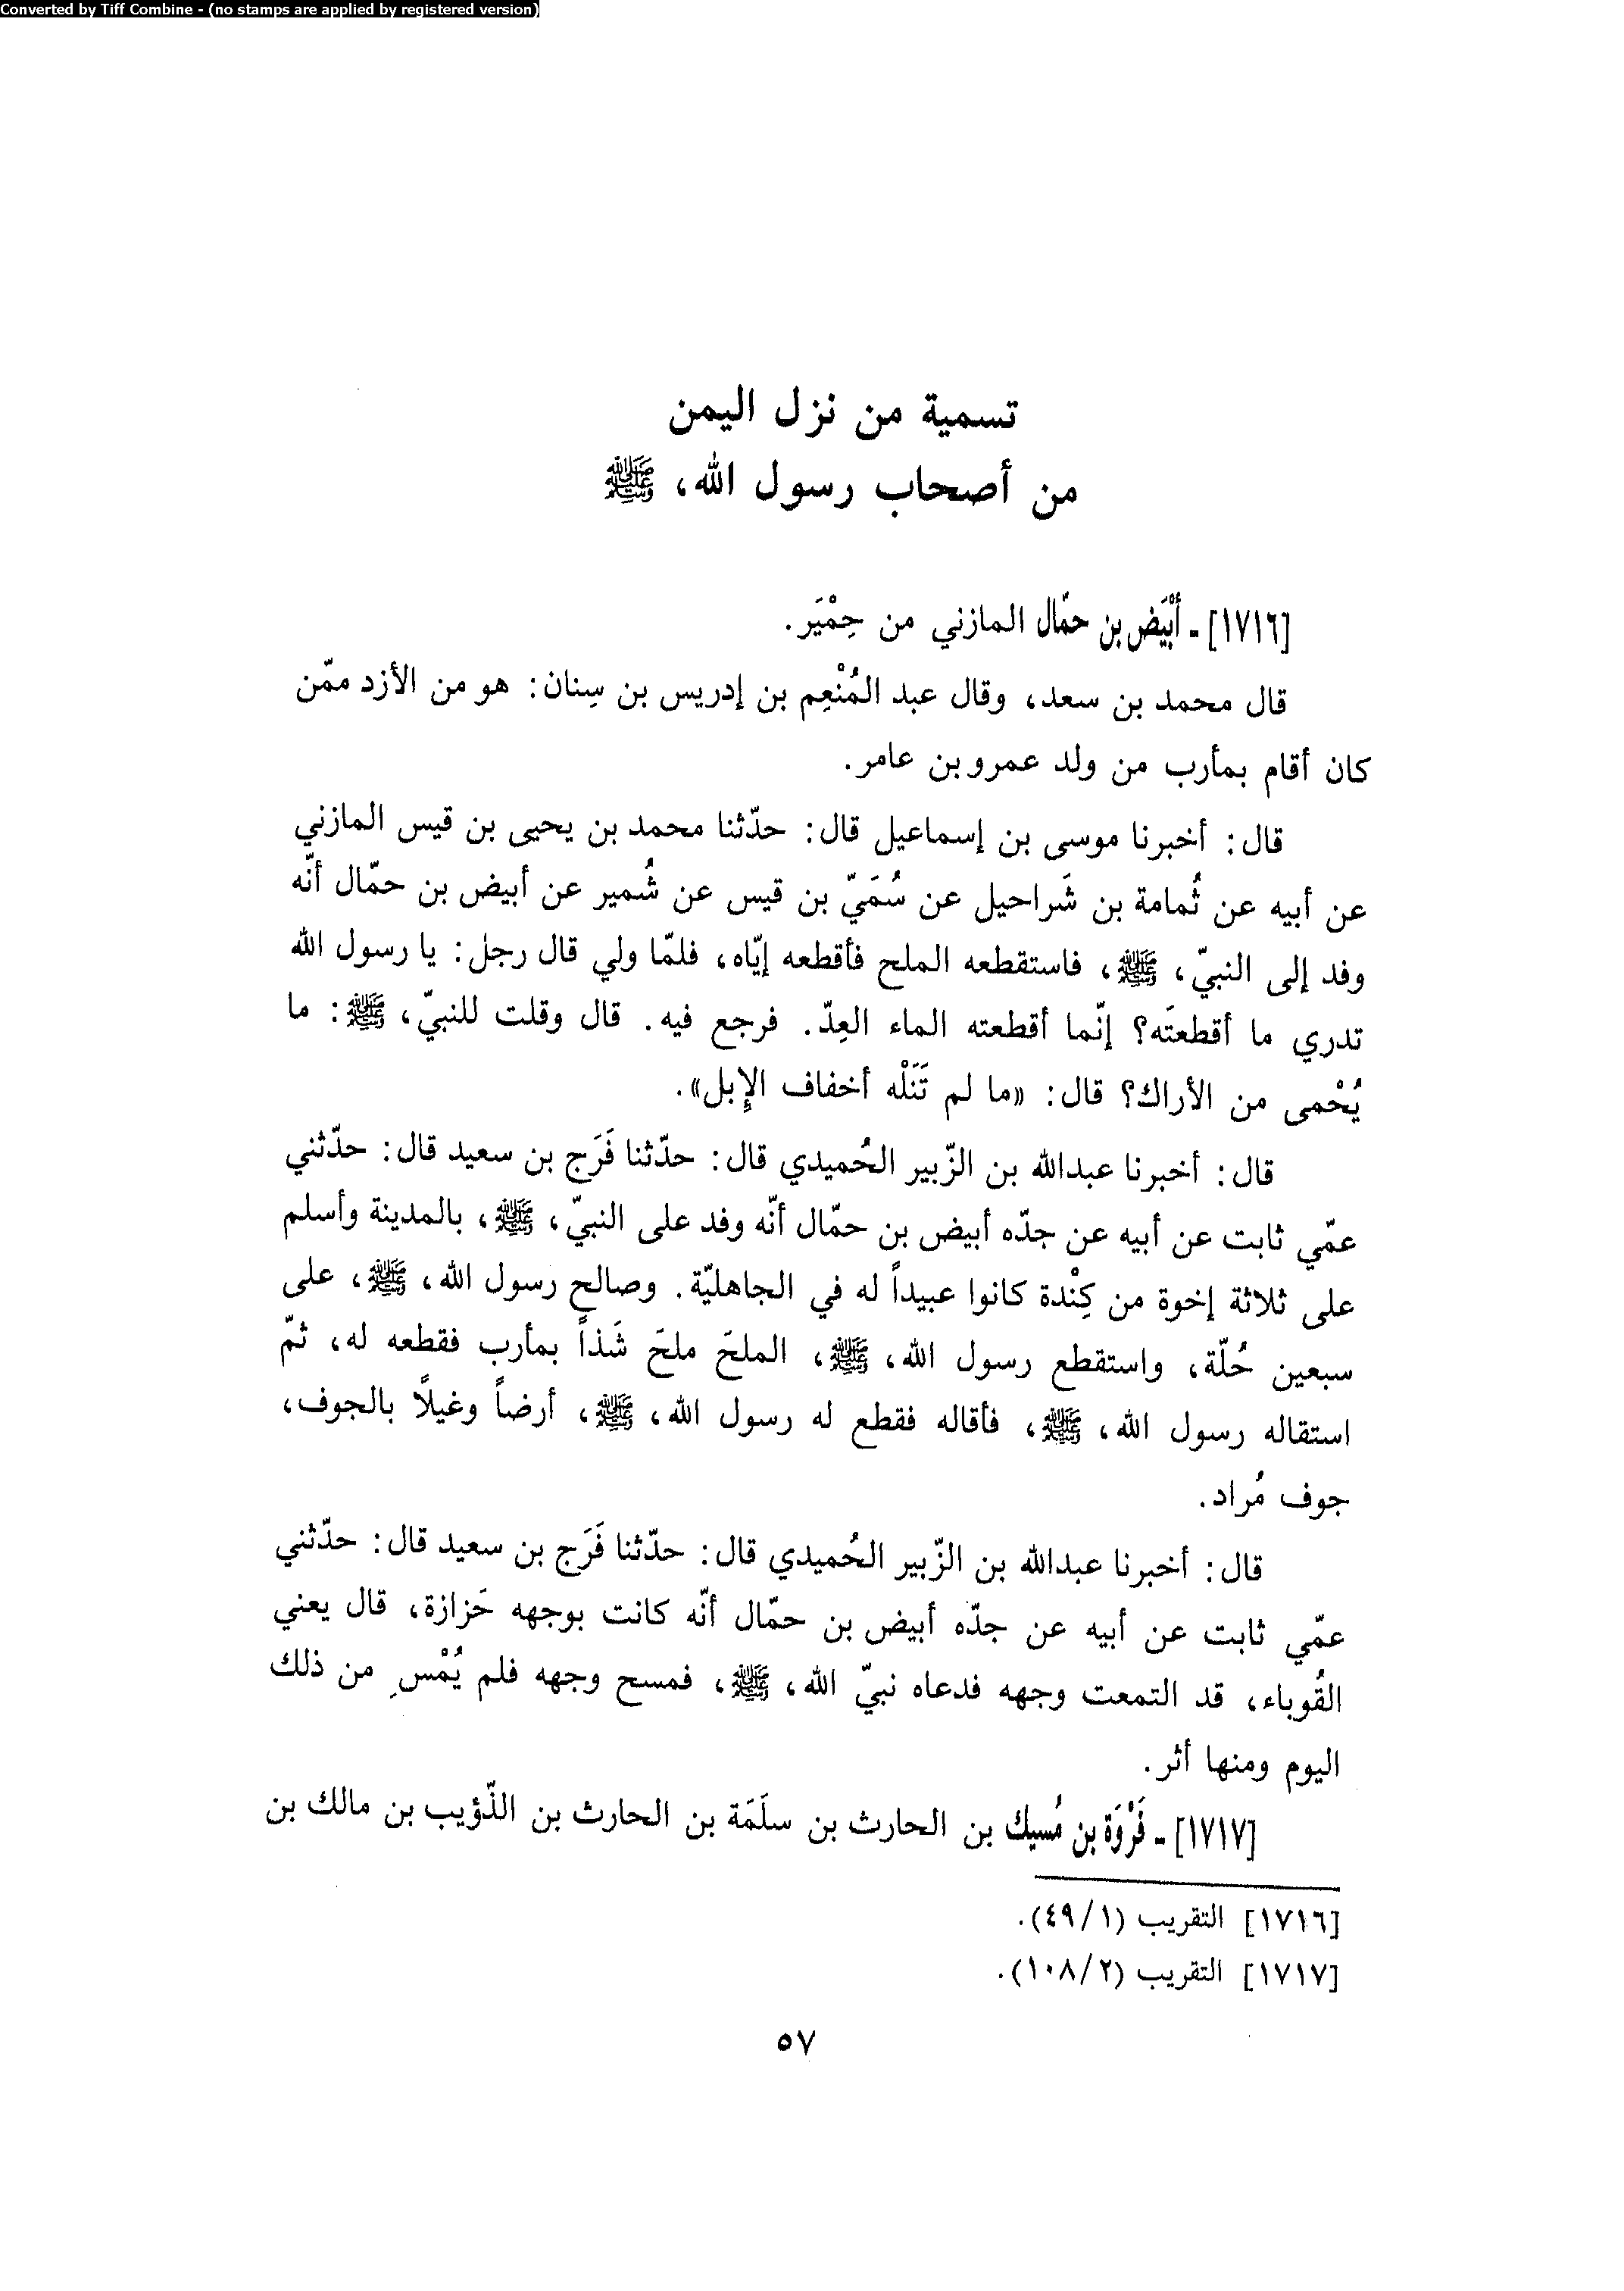 Converted by Tiff Combine - (no stamps are applied by registered version)
تسمية من نزل اليمن
من أصحاب رسول الله، ﷺ
[١٧١٦] - أَبْيَض بن حمّال المازني من حِمْيَر.
قال محمد بن سعد، وقال عبد المُنْعِم بن إدريس بن سِنان: هو من الأزد ممّن
كان أقام بمأرب من ولد عمرو بن عامر.
قال: أخبرنا موسى بن إسماعيل قال: حدّثنا محمد بن يحيى بن قيس المازني
عن أبيه عن ثُمامة بن شَراحيل عن سُمَيّ بن قيس عن شُمير عن أبيض بن حمّال أنّه
وفد إلى النبيّ، ﷺ، فاستقطعه الملح فأقطعه إيّاه، فلمّا ولي قال رجل: يا رسول الله
تدري ما أقطعتَه؟ إنّما أقطعته الماء العِدّ. فرجع فيه. قال وقلت للنبيّ، ﷺ: ما
يُحْمى من الأراك؟ قال: «ما لم تَنَلْه أخفاف الإبل».
قال: أخبرنا عبدالله بن الزّبير الحُميدي قال: حدّثنا فَرَج بن سعيد قال: حدّثني
عمّي ثابت عن أبيه عن جدّه أبيض بن حمّال أنّه وفد على النبيّ، ﷺ، بالمدينة وأسلم
على ثلاثة إخوة من كِنْدة كانوا عبيداً له في الجاهليّة. وصالح رسول الله، ﷺ، على
سبعين حُلّة، واستقطع رسول الله، ﷺ، الملحَ ملحَ شَذاً بمأرب فقطعه له، ثمّ
استقاله رسول الله، ﷺ، فأقاله فقطع له رسول الله، ﷺ، أرضاً وغيلاً بالجوف،
جوف مُراد.
قال: أخبرنا عبدالله بن الزّبير الحُميدي قال: حدّثنا فَرَج بن سعيد قال: حدّثني
عمّي ثابت عن أبيه عن جدّه أبيض بن حمّال أنّه كانت بوجهه حَزازة، قال يعني
القُوباء، قد التمعت وجهه فدعاه نبيّ الله، ﷺ، فمسح وجهه فلم يُمْسِ من ذلك
اليوم ومنها أثر.
[١٧١٧] - فَرْوَة بن مُسيك بن الحارث بن سلَمَة بن الحارث بن الذّؤيب بن مالك بن
[١٧١٦] التقريب (٤٩/١).
[١٧١٧] التقريب (١٠٨/٢).
٥٧